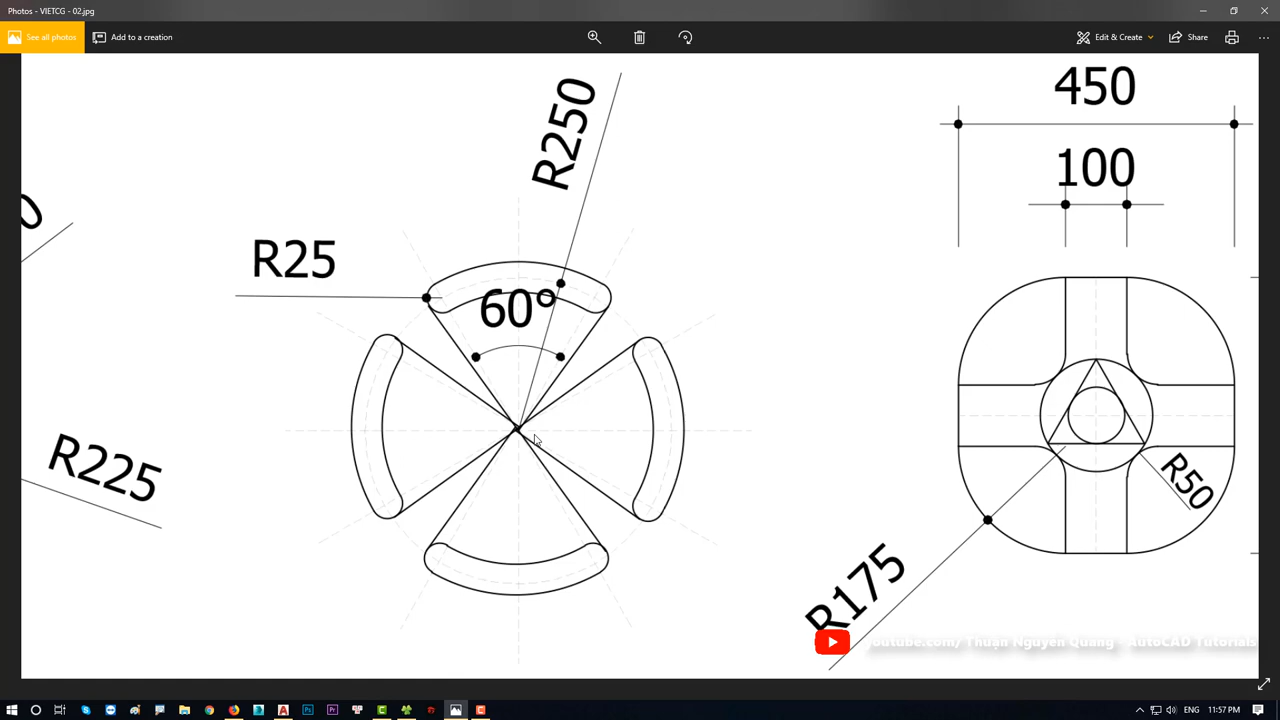 Photos - VIETCG - 02.jpg
See all photos
Add to a creation
Edit & Create
Share
R250
450
100
R25
60°
R225
R50
R175
youtube.com/ Thuận Nguyễn Quang - AutoCAD Tutorials
ENG
11:57 PM